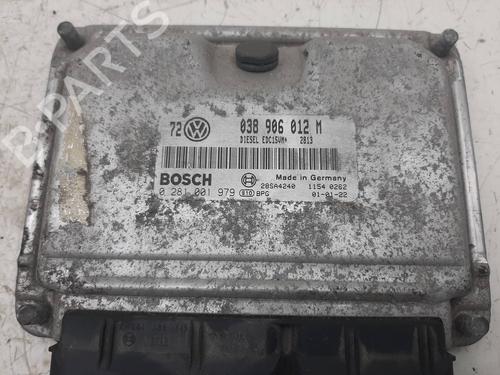 72 038 906 012 M
DIESEL EDC15VM+ 2813
BOSCH Made in Germany
28SA4240 1154 0262
0 281 001 979 BPG 01-01-22